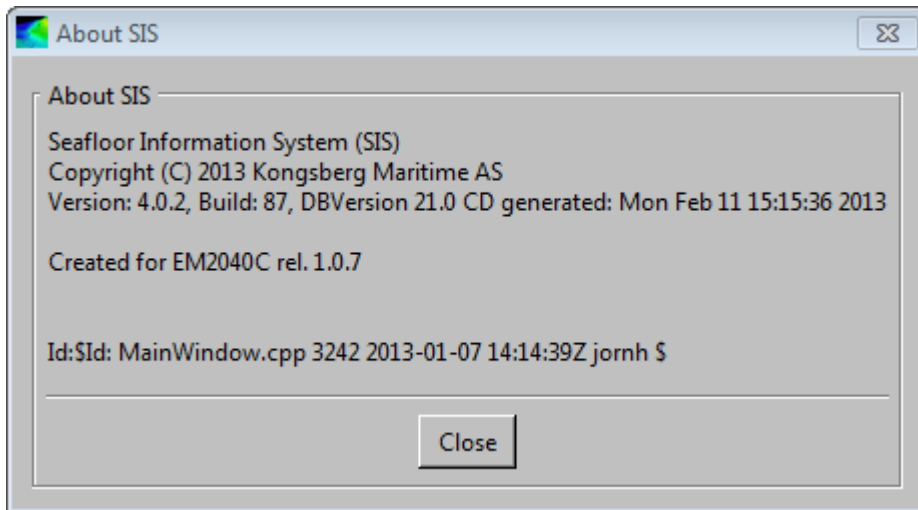 About SIS
About SIS
Seafloor Information System (SIS)
Copyright (C) 2013 Kongsberg Maritime AS
Version: 4.0.2, Build: 87, DBVersion 21.0 CD generated: Mon Feb 11 15:15:36 2013
Created for EM2040C rel. 1.0.7
Id:$Id: MainWindow.cpp 3242 2013-01-07 14:14:39Z jornh $
Close